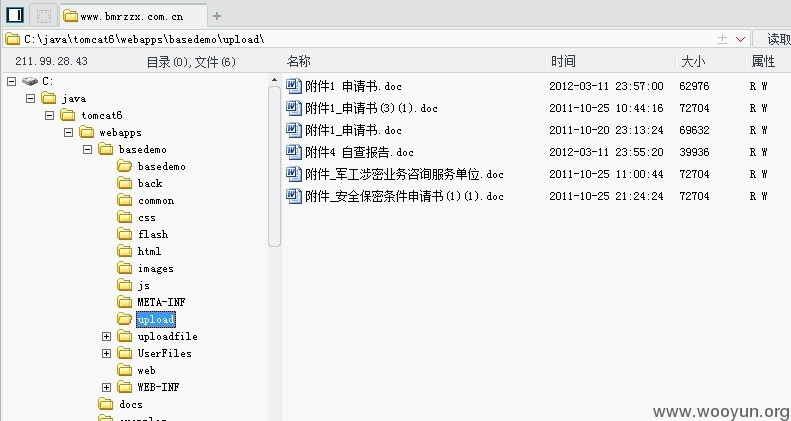 www.bmrzzx.com.cn
C:\java\tomcat6\webapps\basedemo\upload\ 读取
211.99.28.43 目录(0),文件(6) 名称 时间 大小 属性
C:
java
tomcat6
webapps
basedemo
basedemo
back
common
css
flash
html
images
js
META-INF
upload
uploadfile
UserFiles
web
WEB-INF
docs
附件1 申请书.doc 2012-03-11 23:57:00 62976 R W
附件1_申请书(3)(1).doc 2011-10-25 10:44:16 72704 R W
附件1_申请书.doc 2011-10-20 23:13:24 69632 R W
附件4 自查报告.doc 2012-03-11 23:55:20 39936 R W
附件_军工涉密业务咨询服务单位.doc 2011-10-25 11:00:44 72704 R W
附件_安全保密条件申请书(1)(1).doc 2011-10-25 21:24:24 72704 R W
www.wooyun.org